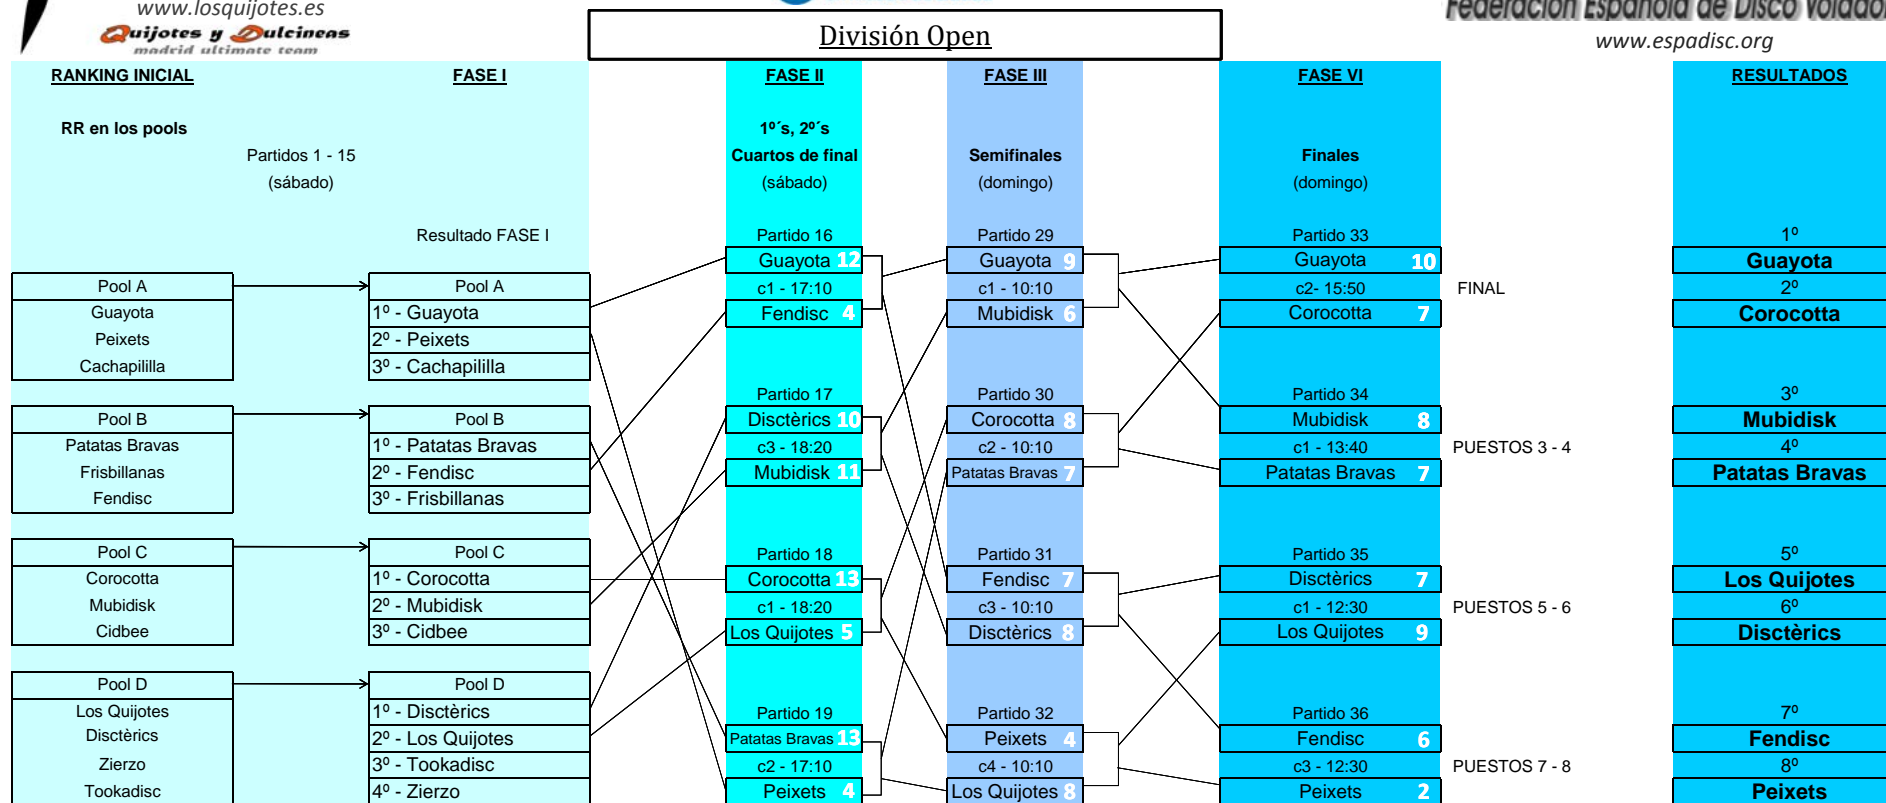 www.losquijotes.es
Quijotes y Dulcineas
madrid ultimate team
División Open
Federación Española de Disco Volador
www.espadisc.org
RANKING INICIAL
FASE I
FASE II
FASE III
FASE VI
RESULTADOS
RR en los pools
1º´s, 2º´s
Partidos 1 - 15
Cuartos de final
Semifinales
Finales
(sábado)
(sábado)
(domingo)
(domingo)
Resultado FASE I
Pool A
Guayota
Peixets
Cachapililla
Pool B
Patatas Bravas
Frisbillanas
Fendisc
Pool C
Corocotta
Mubidisk
Cidbee
Pool D
Los Quijotes
Disctèrics
Zierzo
Tookadisc
Pool A
1º - Guayota
2º - Peixets
3º - Cachapililla
Pool B
1º - Patatas Bravas
2º - Fendisc
3º - Frisbillanas
Pool C
1º - Corocotta
2º - Mubidisk
3º - Cidbee
Pool D
1º - Disctèrics
2º - Los Quijotes
3º - Tookadisc
4º - Zierzo
Partido 16
Guayota 12
c1 - 17:10
Fendisc 4
Partido 17
Disctèrics 10
c3 - 18:20
Mubidisk 11
Partido 18
Corocotta 13
c1 - 18:20
Los Quijotes 5
Partido 19
Patatas Bravas 13
c2 - 17:10
Peixets 4
Partido 29
Guayota 9
c1 - 10:10
Mubidisk 6
Partido 30
Corocotta 8
c2 - 10:10
Patatas Bravas 7
Partido 31
Fendisc 7
c3 - 10:10
Disctèrics 8
Partido 32
Peixets 4
c4 - 10:10
Los Quijotes 8
Partido 33
Guayota 10
c2- 15:50
Corocotta 7
FINAL
Partido 34
Mubidisk 8
c1 - 13:40
Patatas Bravas 7
PUESTOS 3 - 4
Partido 35
Disctèrics 7
c1 - 12:30
Los Quijotes 9
PUESTOS 5 - 6
Partido 36
Fendisc 6
c3 - 12:30
Peixets 2
PUESTOS 7 - 8
1º
Guayota
2º
Corocotta
3º
Mubidisk
4º
Patatas Bravas
5º
Los Quijotes
6º
Disctèrics
7º
Fendisc
8º
Peixets